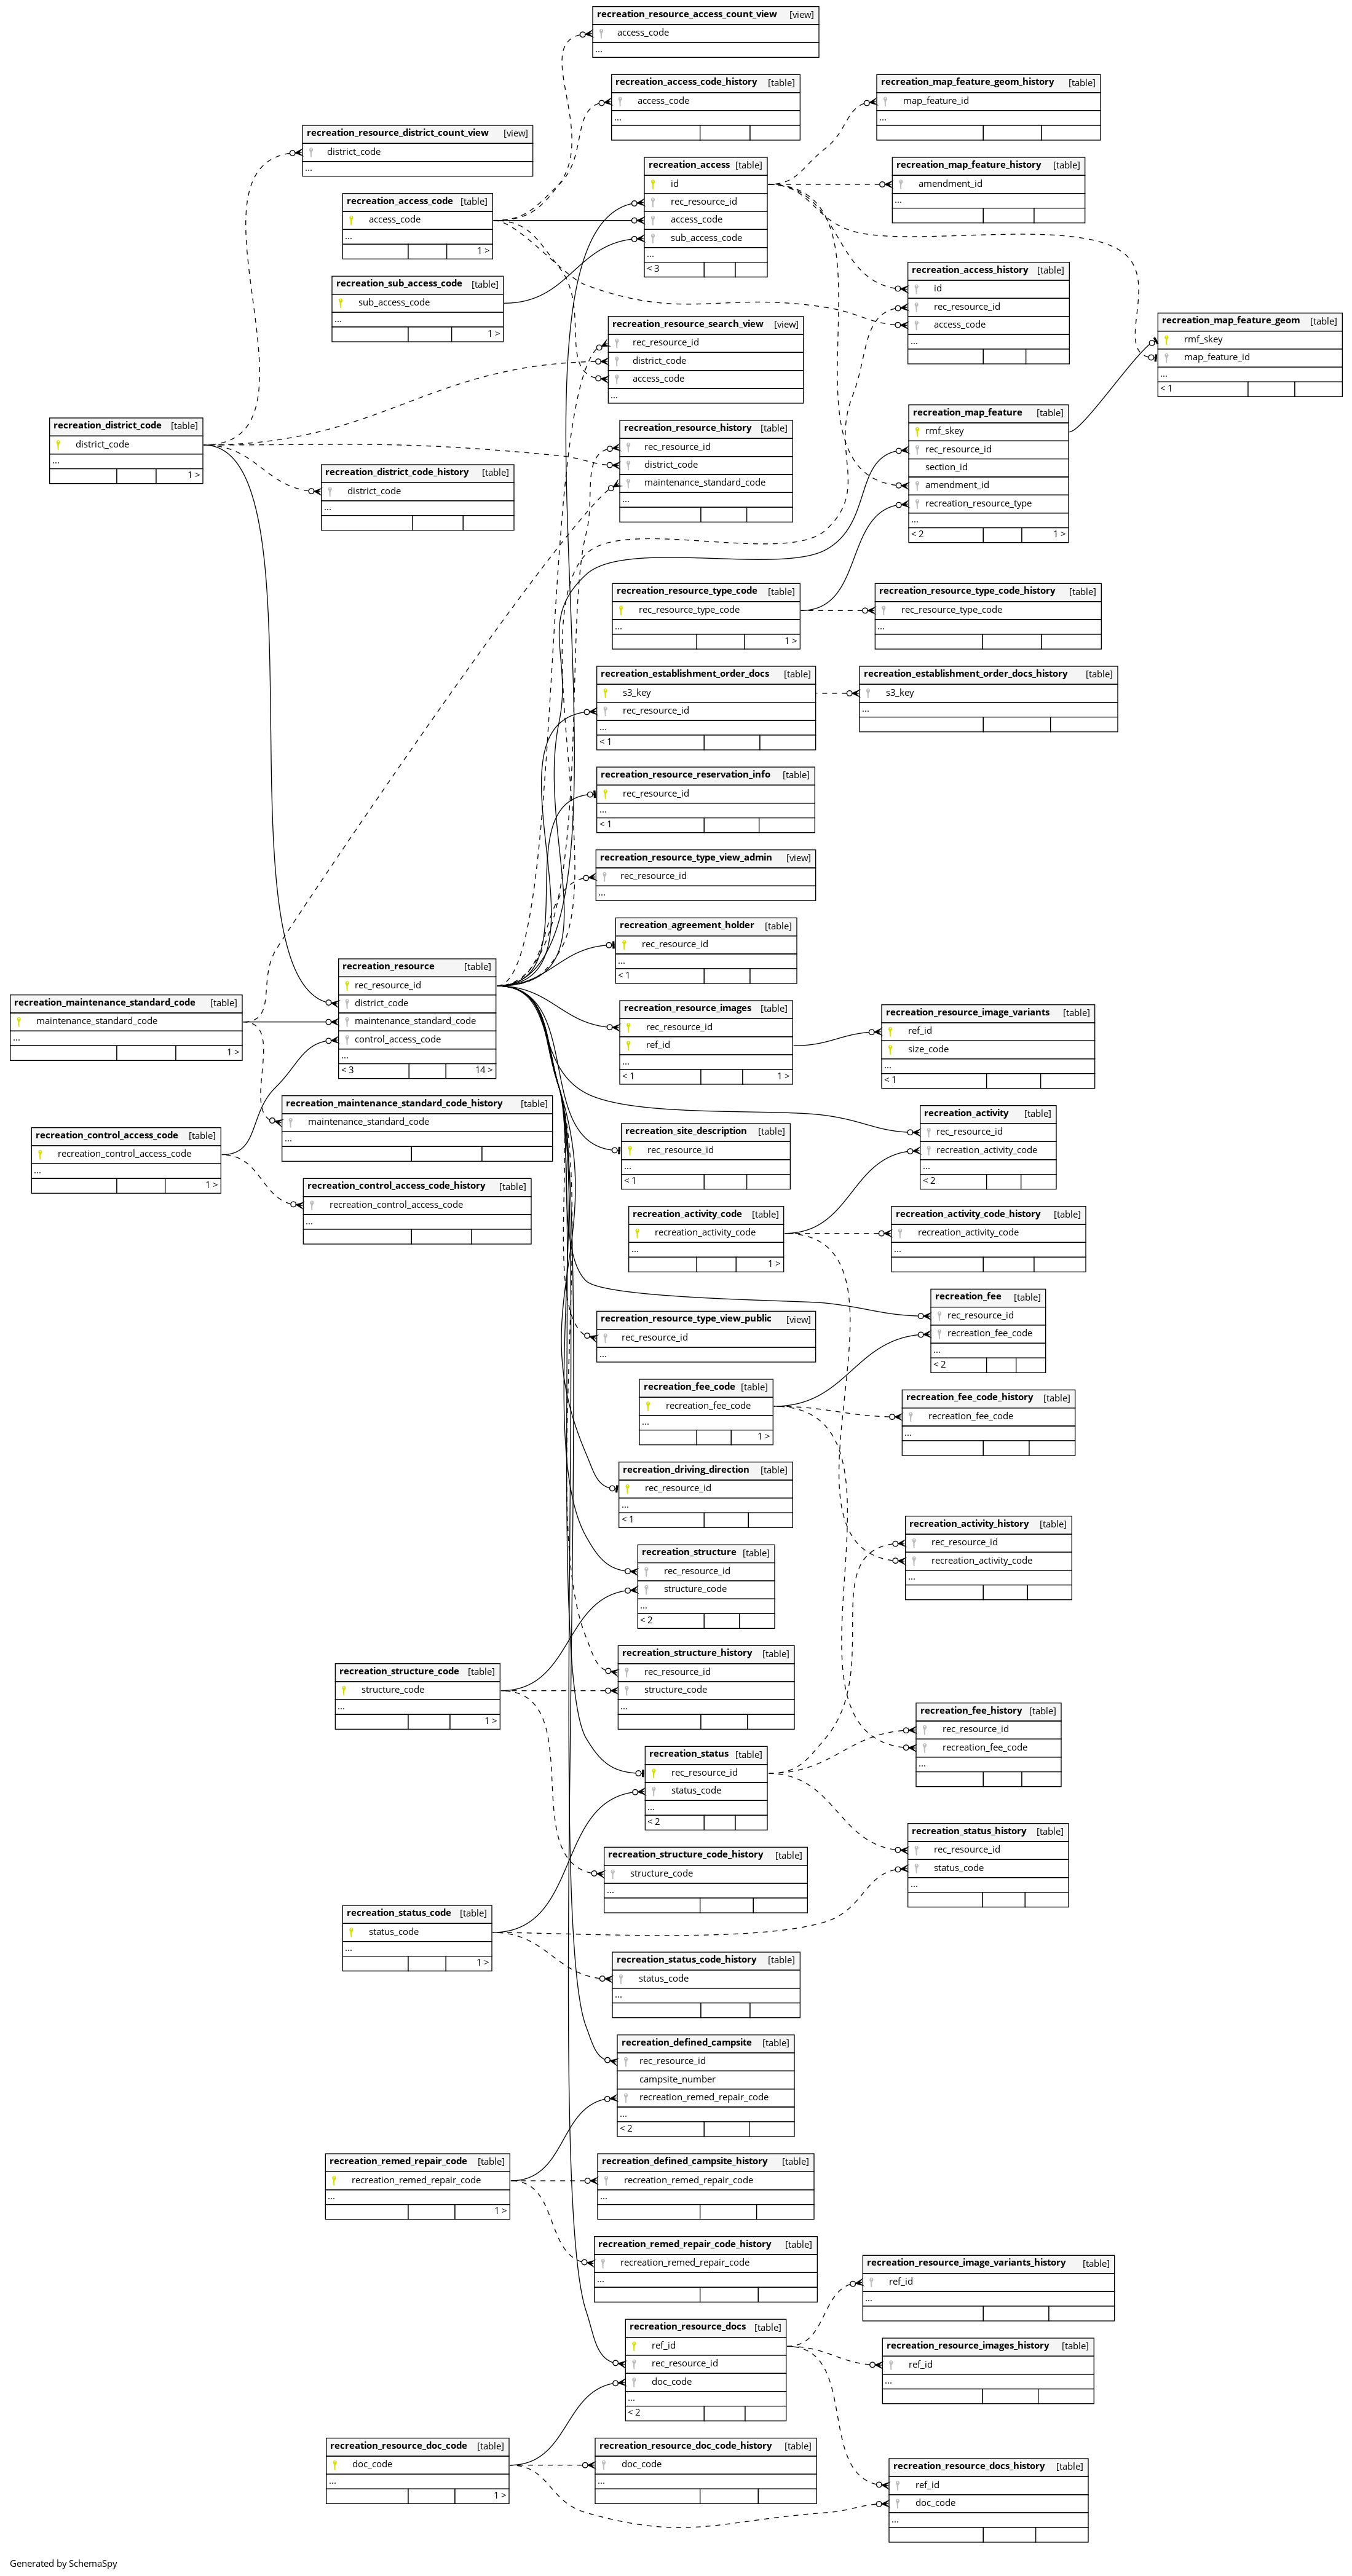 recreation_resource_access_count_view [view]
access_code
...
recreation_access_code_history [table]
access_code
...
recreation_map_feature_geom_history [table]
map_feature_id
...
recreation_resource_district_count_view [view]
district_code
...
recreation_access [table]
id
rec_resource_id
access_code
sub_access_code
...
< 3
recreation_map_feature_history [table]
amendment_id
...
recreation_access_code [table]
access_code
...
1 >
recreation_sub_access_code [table]
sub_access_code
...
1 >
recreation_access_history [table]
id
rec_resource_id
access_code
...
recreation_resource_search_view [view]
rec_resource_id
district_code
access_code
...
recreation_map_feature_geom [table]
rmf_skey
map_feature_id
...
< 1
recreation_district_code [table]
district_code
...
1 >
recreation_resource_history [table]
rec_resource_id
district_code
maintenance_standard_code
...
recreation_map_feature [table]
rmf_skey
rec_resource_id
section_id
amendment_id
recreation_resource_type
...
< 2 1 >
recreation_district_code_history [table]
district_code
...
recreation_resource_type_code [table]
rec_resource_type_code
...
1 >
recreation_resource_type_code_history [table]
rec_resource_type_code
...
recreation_establishment_order_docs [table]
s3_key
rec_resource_id
...
< 1
recreation_establishment_order_docs_history [table]
s3_key
...
recreation_resource_reservation_info [table]
rec_resource_id
...
< 1
recreation_resource_type_view_admin [view]
rec_resource_id
...
recreation_agreement_holder [table]
rec_resource_id
...
< 1
recreation_resource [table]
rec_resource_id
district_code
maintenance_standard_code
control_access_code
...
< 3 14 >
recreation_maintenance_standard_code [table]
maintenance_standard_code
...
1 >
recreation_resource_images [table]
rec_resource_id
ref_id
...
< 1 1 >
recreation_resource_image_variants [table]
ref_id
size_code
...
< 1
recreation_maintenance_standard_code_history [table]
maintenance_standard_code
...
recreation_activity [table]
rec_resource_id
recreation_activity_code
...
< 2
recreation_control_access_code [table]
recreation_control_access_code
...
1 >
recreation_site_description [table]
rec_resource_id
...
< 1
recreation_control_access_code_history [table]
recreation_control_access_code
...
recreation_activity_code [table]
recreation_activity_code
...
1 >
recreation_activity_code_history [table]
recreation_activity_code
...
recreation_fee [table]
rec_resource_id
recreation_fee_code
...
< 2
recreation_resource_type_view_public [view]
rec_resource_id
...
recreation_fee_code [table]
recreation_fee_code
...
1 >
recreation_fee_code_history [table]
recreation_fee_code
...
recreation_driving_direction [table]
rec_resource_id
...
< 1
recreation_activity_history [table]
rec_resource_id
recreation_activity_code
...
recreation_structure [table]
rec_resource_id
structure_code
...
< 2
recreation_structure_history [table]
rec_resource_id
structure_code
...
recreation_structure_code [table]
structure_code
...
1 >
recreation_fee_history [table]
rec_resource_id
recreation_fee_code
...
recreation_status [table]
rec_resource_id
status_code
...
< 2
recreation_status_history [table]
rec_resource_id
status_code
...
recreation_structure_code_history [table]
structure_code
...
recreation_status_code [table]
status_code
...
1 >
recreation_status_code_history [table]
status_code
...
recreation_defined_campsite [table]
rec_resource_id
campsite_number
recreation_remed_repair_code
...
< 2
recreation_remed_repair_code [table]
recreation_remed_repair_code
...
1 >
recreation_defined_campsite_history [table]
recreation_remed_repair_code
...
recreation_remed_repair_code_history [table]
recreation_remed_repair_code
...
recreation_resource_image_variants_history [table]
ref_id
...
recreation_resource_docs [table]
ref_id
rec_resource_id
doc_code
...
< 2
recreation_resource_images_history [table]
ref_id
...
recreation_resource_doc_code [table]
doc_code
...
1 >
recreation_resource_doc_code_history [table]
doc_code
...
recreation_resource_docs_history [table]
ref_id
doc_code
...
Generated by SchemaSpy